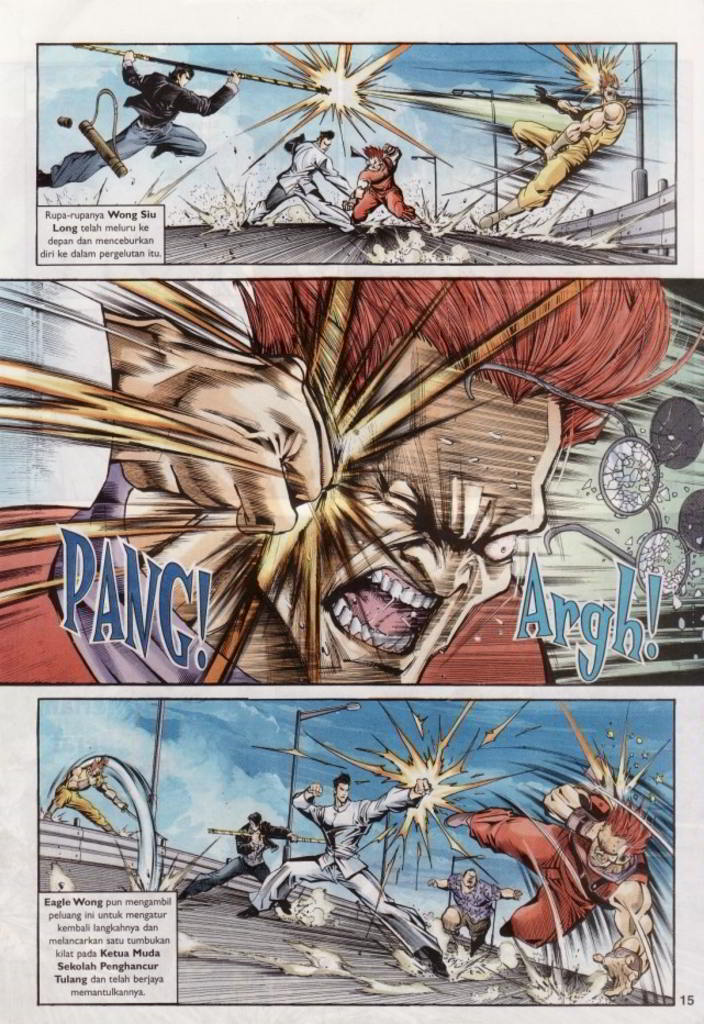 Rupa-rupanya Wong Siu
Long telah meluru ke
depan dan menceburkan
diri ke dalam pergelutan itu.
PANG!
Argh!
Eagle Wong pun mengambil
peluang ini untuk mengatur
kembali langkahnya dan
melancarkan satu tumbukan
kilat pada Ketua Muda
Sekolah Penghancur
Tulang dan telah berjaya
memantulkannya.
15